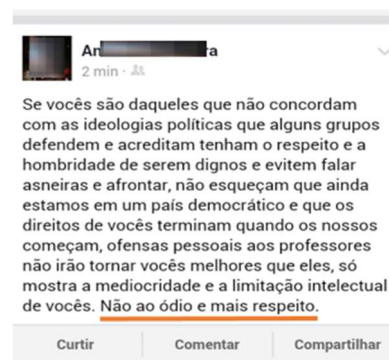 An ra
2 min ·
Se vocês são daqueles que não concordam
com as ideologias políticas que alguns grupos
defendem e acreditam tenham o respeito e a
hombridade de serem dignos e evitem falar
asneiras e afrontar, não esqueçam que ainda
estamos em um país democrático e que os
direitos de vocês terminam quando os nossos
começam, ofensas pessoais aos professores
não irão tornar vocês melhores que eles, só
mostra a mediocridade e a limitação intelectual
de vocês. Não ao ódio e mais respeito.
Curtir Comentar Compartilhar